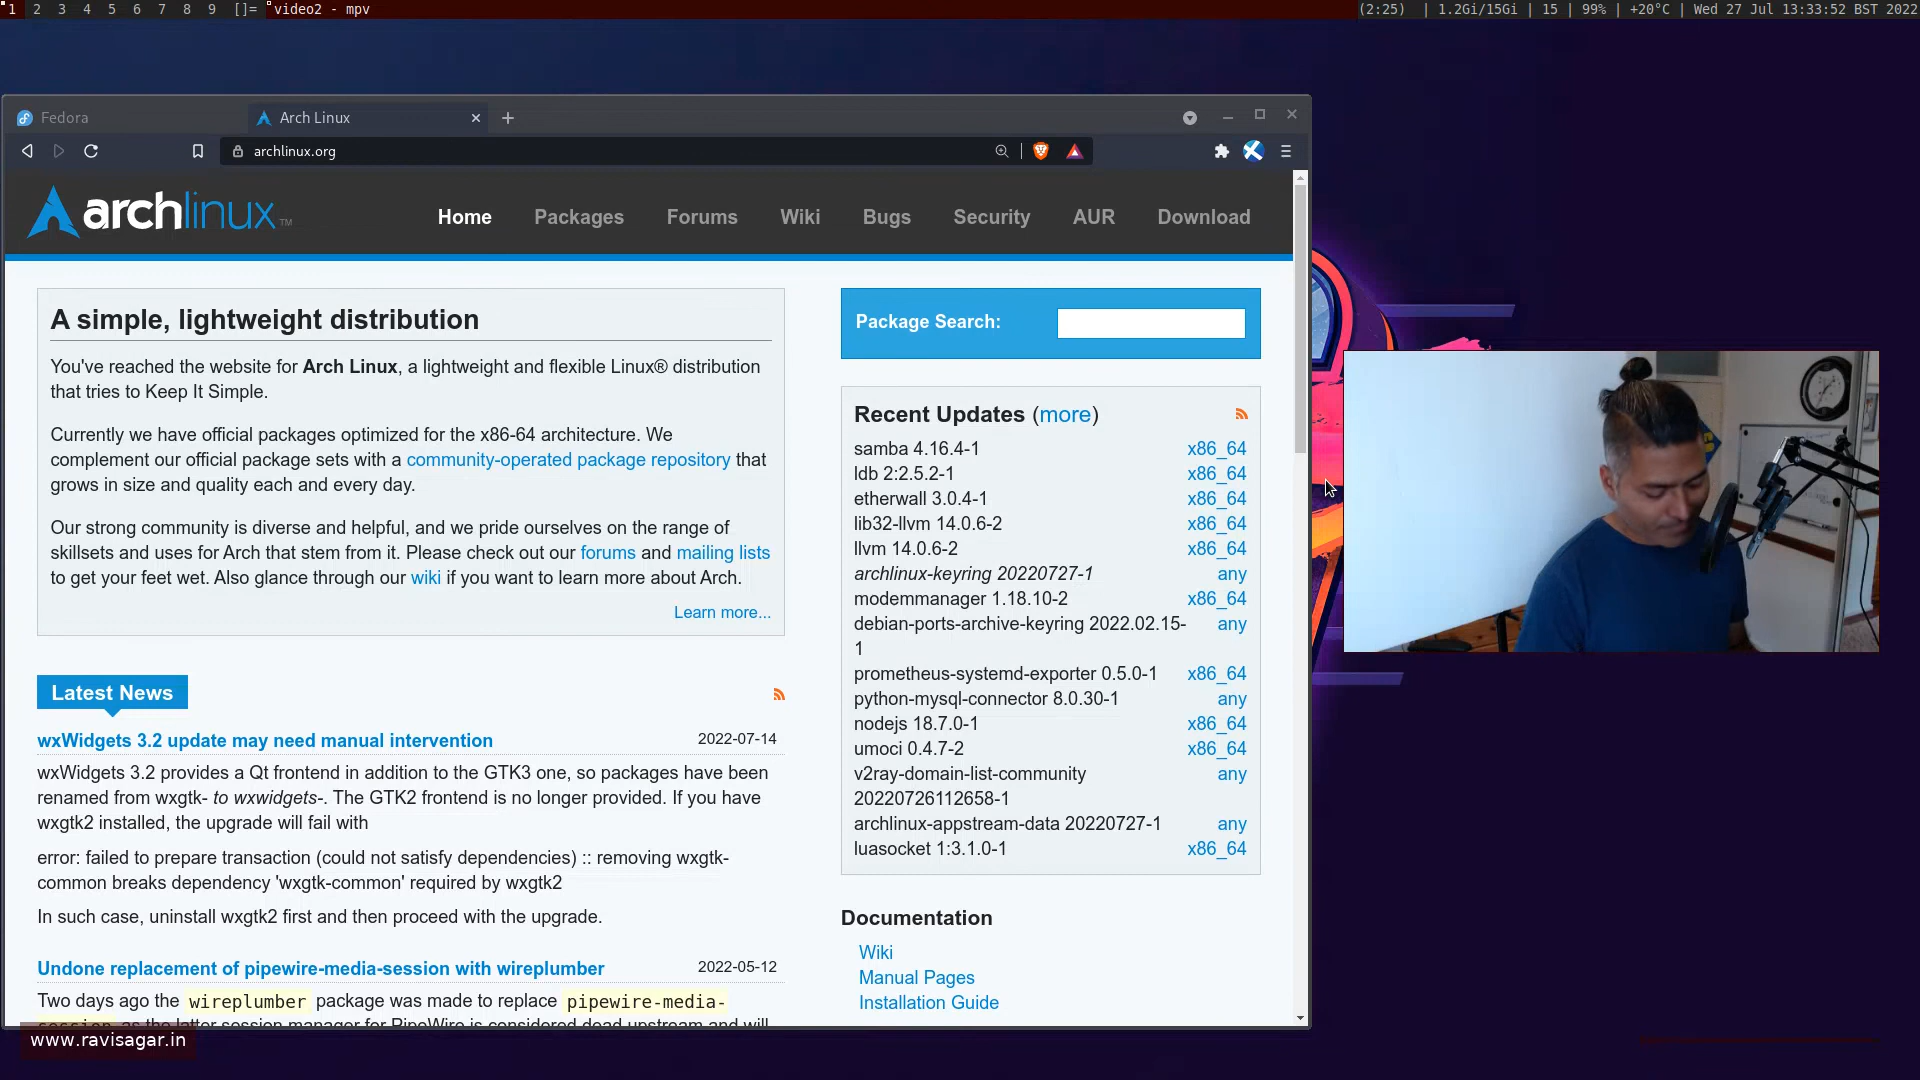 1 2 3 4 5 6 7 8 9 []= video2 - mpv
(2:25) | 1.2Gi/15Gi | 15 | 99% | +20°C | Wed 27 Jul 13:33:52 BST 2022
Fedora
Arch Linux
archlinux.org
archlinux™
Home Packages Forums Wiki Bugs Security AUR Download
A simple, lightweight distribution
You've reached the website for Arch Linux, a lightweight and flexible Linux® distribution
that tries to Keep It Simple.
Currently we have official packages optimized for the x86-64 architecture. We
complement our official package sets with a community-operated package repository that
grows in size and quality each and every day.
Our strong community is diverse and helpful, and we pride ourselves on the range of
skillsets and uses for Arch that stem from it. Please check out our forums and mailing lists
to get your feet wet. Also glance through our wiki if you want to learn more about Arch.
Learn more...
Latest News
wxWidgets 3.2 update may need manual intervention 2022-07-14
wxWidgets 3.2 provides a Qt frontend in addition to the GTK3 one, so packages have been
renamed from wxgtk- to wxwidgets-. The GTK2 frontend is no longer provided. If you have
wxgtk2 installed, the upgrade will fail with
error: failed to prepare transaction (could not satisfy dependencies) :: removing wxgtk-
common breaks dependency 'wxgtk-common' required by wxgtk2
In such case, uninstall wxgtk2 first and then proceed with the upgrade.
Undone replacement of pipewire-media-session with wireplumber 2022-05-12
Two days ago the wireplumber package was made to replace pipewire-media-
session as the latter session manager for PipeWire is considered dead upstream and will
Package Search:
Recent Updates (more)
samba 4.16.4-1 x86_64
ldb 2:2.5.2-1 x86_64
etherwall 3.0.4-1 x86_64
lib32-llvm 14.0.6-2 x86_64
llvm 14.0.6-2 x86_64
archlinux-keyring 20220727-1 any
modemmanager 1.18.10-2 x86_64
debian-ports-archive-keyring 2022.02.15- any
1
prometheus-systemd-exporter 0.5.0-1 x86_64
python-mysql-connector 8.0.30-1 any
nodejs 18.7.0-1 x86_64
umoci 0.4.7-2 x86_64
v2ray-domain-list-community any
20220726112658-1
archlinux-appstream-data 20220727-1 any
luasocket 1:3.1.0-1 x86_64
Documentation
Wiki
Manual Pages
Installation Guide
www.ravisagar.in